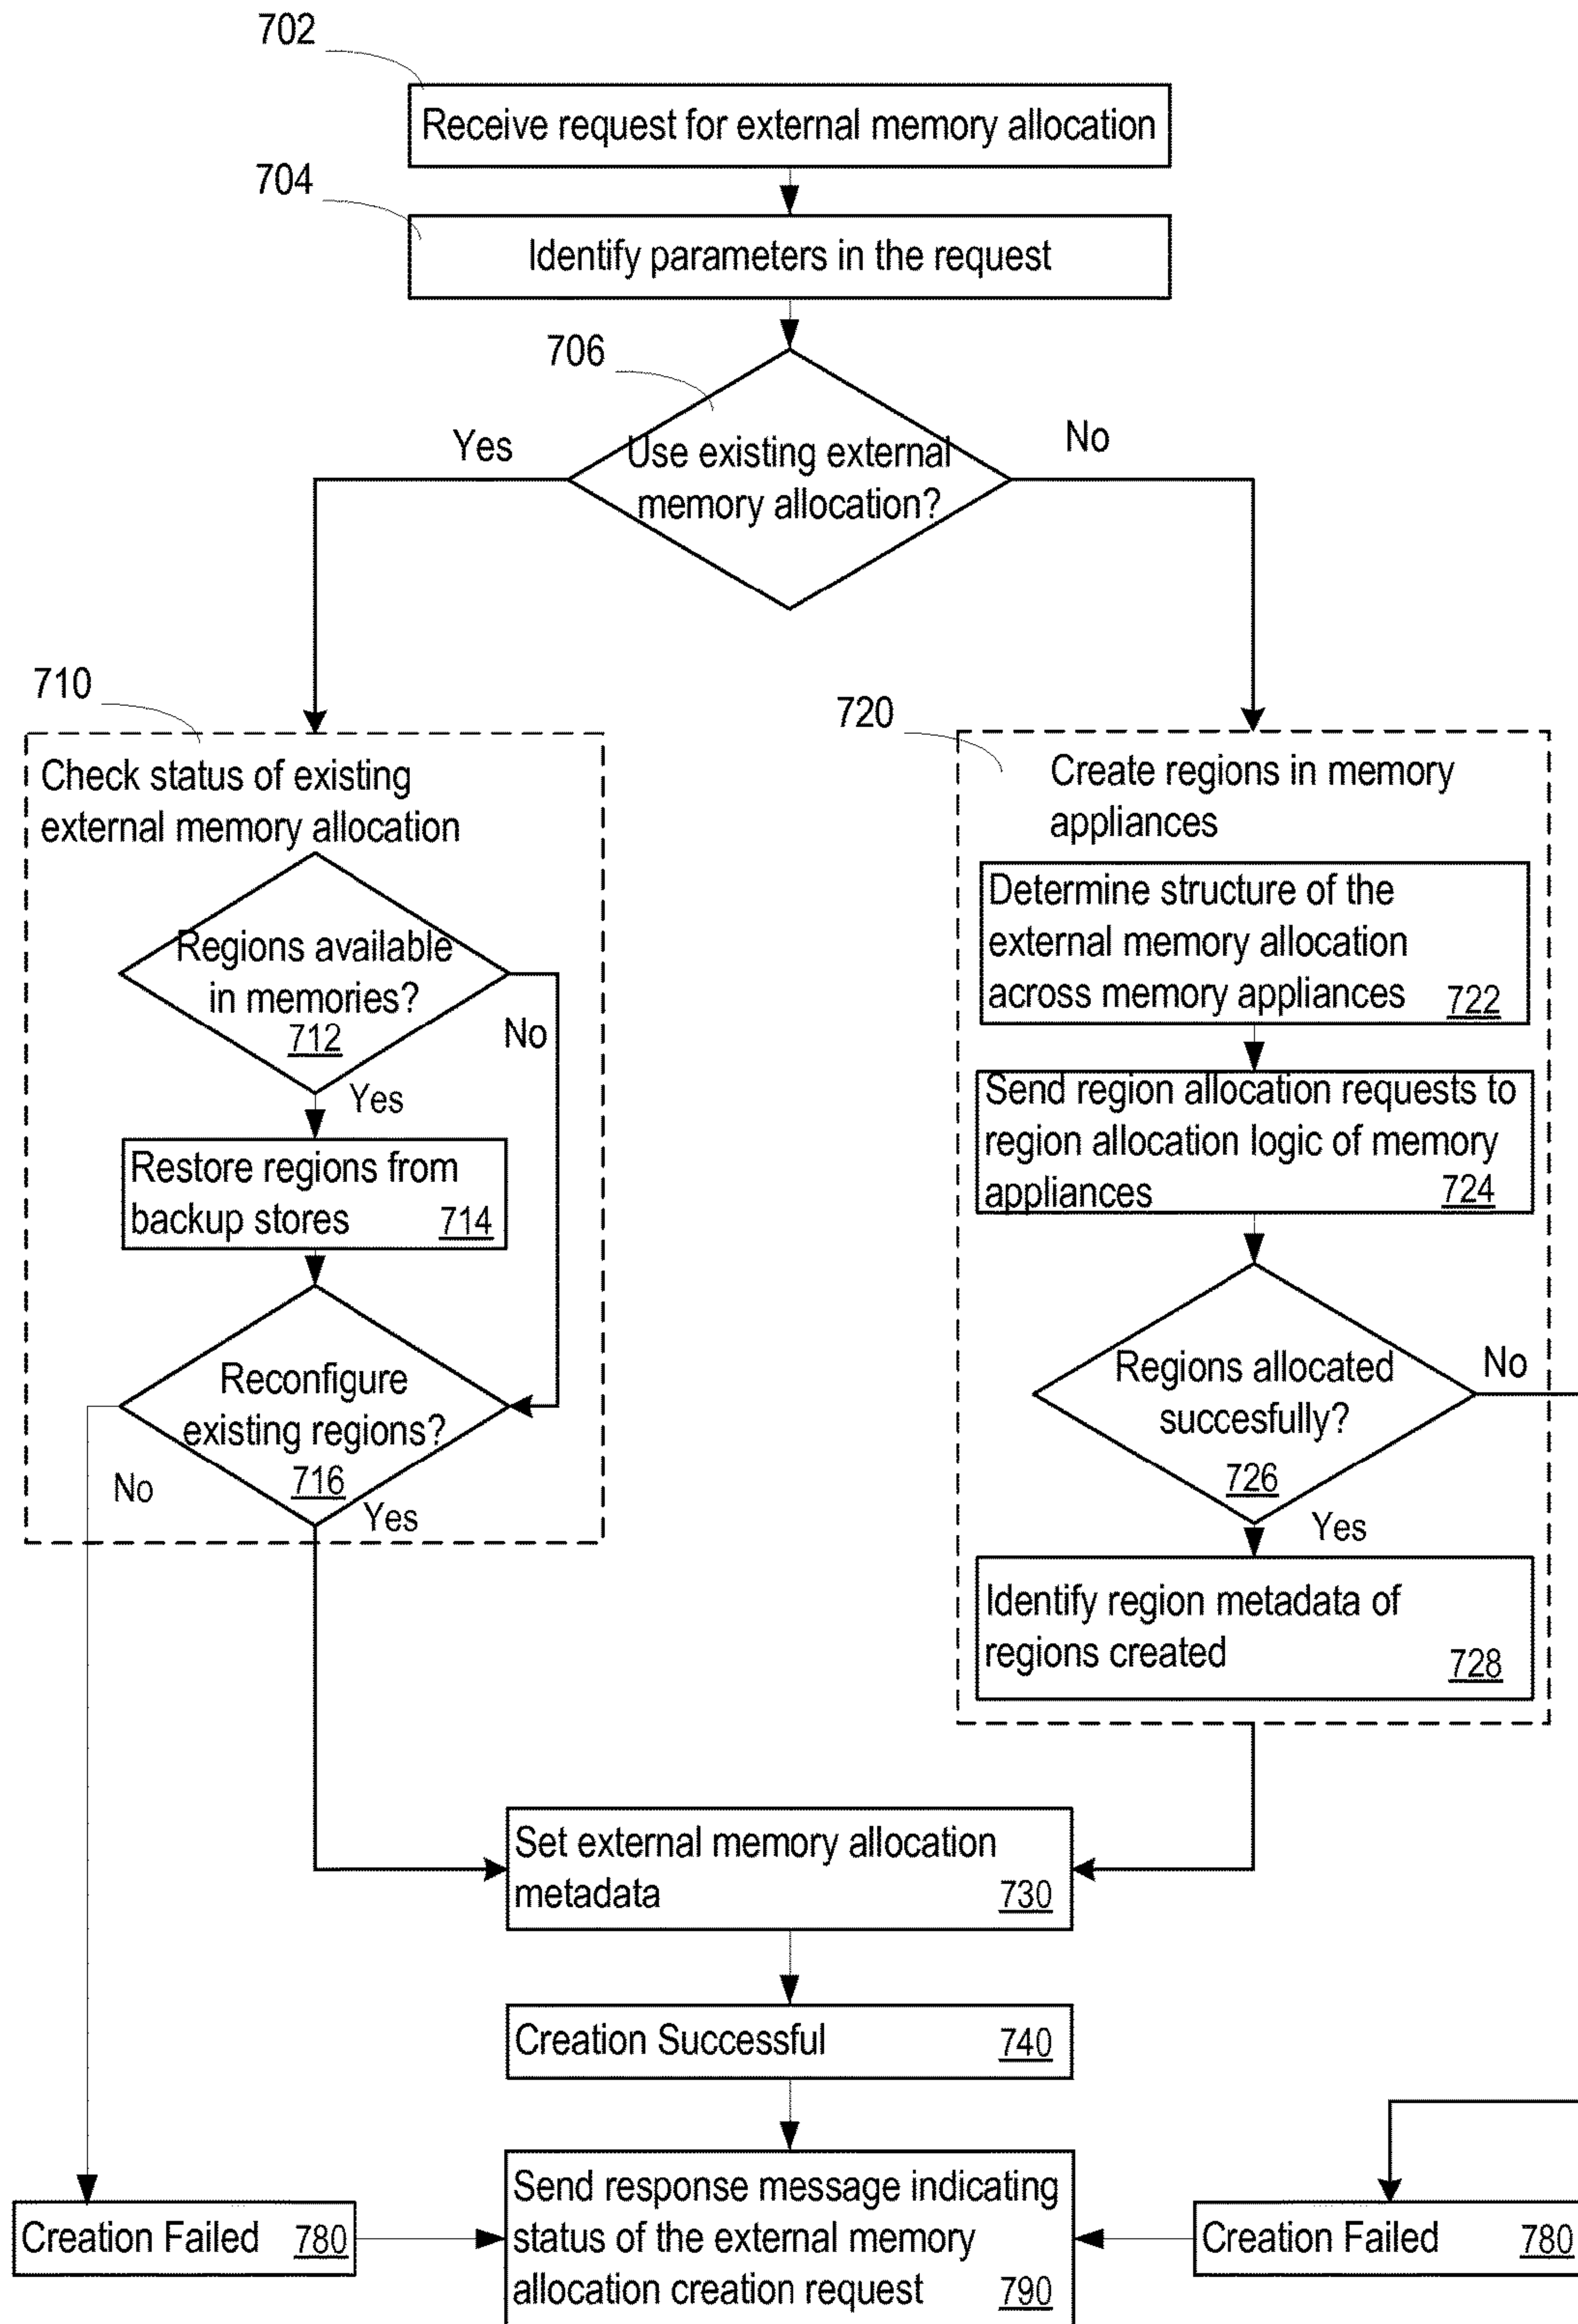 702
Receive request for external memory allocation
704
Identify parameters in the request
706
Use existing external
memory allocation?
Yes
No
710
Check status of existing
external memory allocation
Regions available
in memories?
712
No
Yes
Restore regions from
backup stores 714
Reconfigure
existing regions?
716
No
Yes
720
Create regions in memory
appliances
Determine structure of the
external memory allocation
across memory appliances 722
Send region allocation requests to
region allocation logic of memory
appliances 724
Regions allocated
succesfully?
726
No
Yes
Identify region metadata of
regions created 728
Set external memory allocation
metadata 730
Creation Successful 740
Creation Failed 780
Send response message indicating
status of the external memory
allocation creation request 790
Creation Failed 780